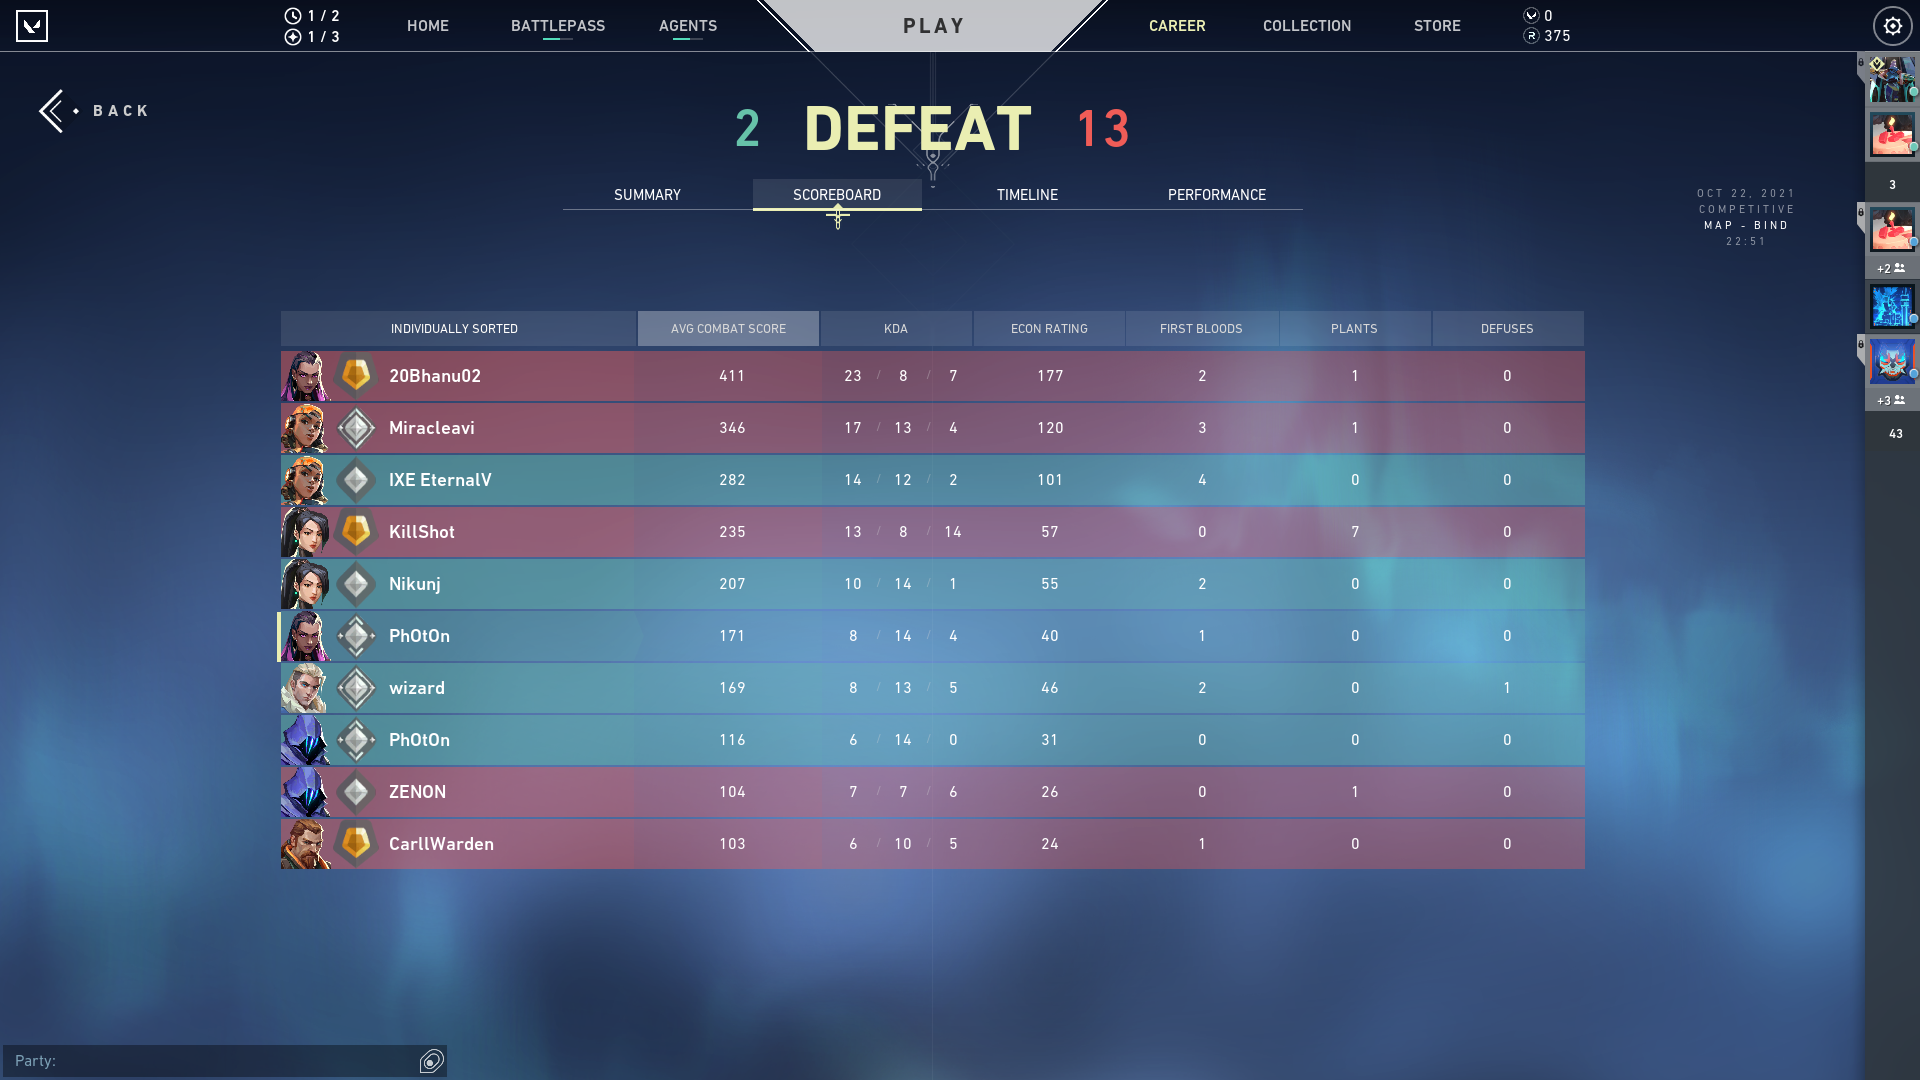 1 / 2
1 / 3
HOME
BATTLEPASS
AGENTS
PLAY
CAREER
COLLECTION
STORE
0
375
BACK
2 DEFEAT 13
SUMMARY SCOREBOARD TIMELINE PERFORMANCE
OCT 22, 2021
COMPETITIVE
MAP - BIND
22:51
3
+2
+3
43
INDIVIDUALLY SORTED AVG COMBAT SCORE KDA ECON RATING FIRST BLOODS PLANTS DEFUSES
20Bhanu02 411 23 / 8 / 7 177 2 1 0
Miracleavi 346 17 / 13 / 4 120 3 1 0
IXE EternalV 282 14 / 12 / 2 101 4 0 0
KillShot 235 13 / 8 / 14 57 0 7 0
Nikunj 207 10 / 14 / 1 55 2 0 0
PhOtOn 171 8 / 14 / 4 40 1 0 0
wizard 169 8 / 13 / 5 46 2 0 1
PhOtOn 116 6 / 14 / 0 31 0 0 0
ZENON 104 7 / 7 / 6 26 0 1 0
CarllWarden 103 6 / 10 / 5 24 1 0 0
Party: